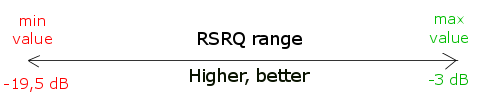 min
value
-19,5 dB
RSRQ range
Higher, better
max
value
-3 dB